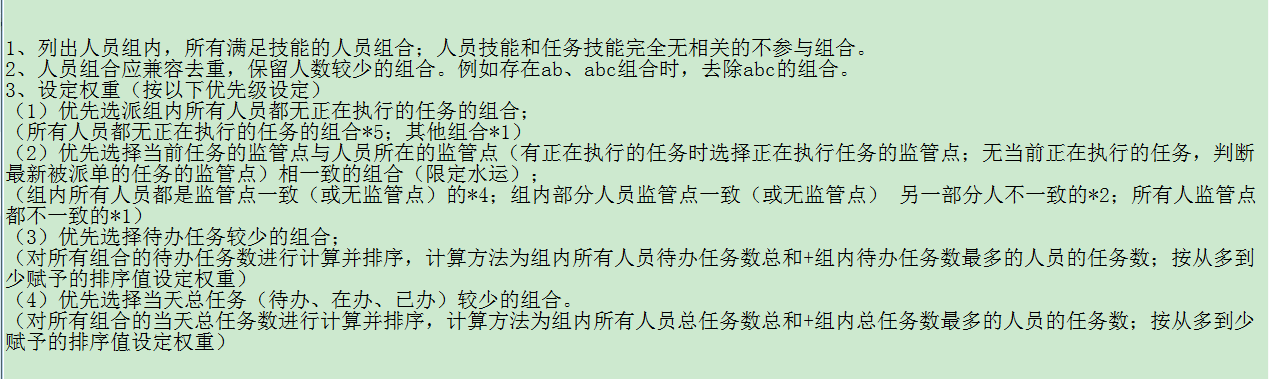 1、列出人员组内，所有满足技能的人员组合；人员技能和任务技能完全无相关的不参与组合。
2、人员组合应兼容去重，保留人数较少的组合。例如存在ab、abc组合时，去除abc的组合。
3、设定权重（按以下优先级设定）
（1）优先选派组内所有人员都无正在执行的任务的组合；
（所有人员都无正在执行的任务的组合*5；其他组合*1）
（2）优先选择当前任务的监管点与人员所在的监管点（有正在执行的任务时选择正在执行任务的监管点；无当前正在执行的任务，判断
最新被派单的任务的监管点）相一致的组合（限定水运）；
（组内所有人员都是监管点一致（或无监管点）的*4；组内部分人员监管点一致（或无监管点） 另一部分人不一致的*2；所有人监管点
都不一致的*1）
（3）优先选择待办任务较少的组合；
（对所有组合的待办任务数进行计算并排序，计算方法为组内所有人员待办任务数总和+组内待办任务数最多的人员的任务数；按从多到
少赋予的排序值设定权重）
（4）优先选择当天总任务（待办、在办、已办）较少的组合。
（对所有组合的当天总任务数进行计算并排序，计算方法为组内所有人员总任务数总和+组内总任务数最多的人员的任务数；按从多到少
赋予的排序值设定权重）